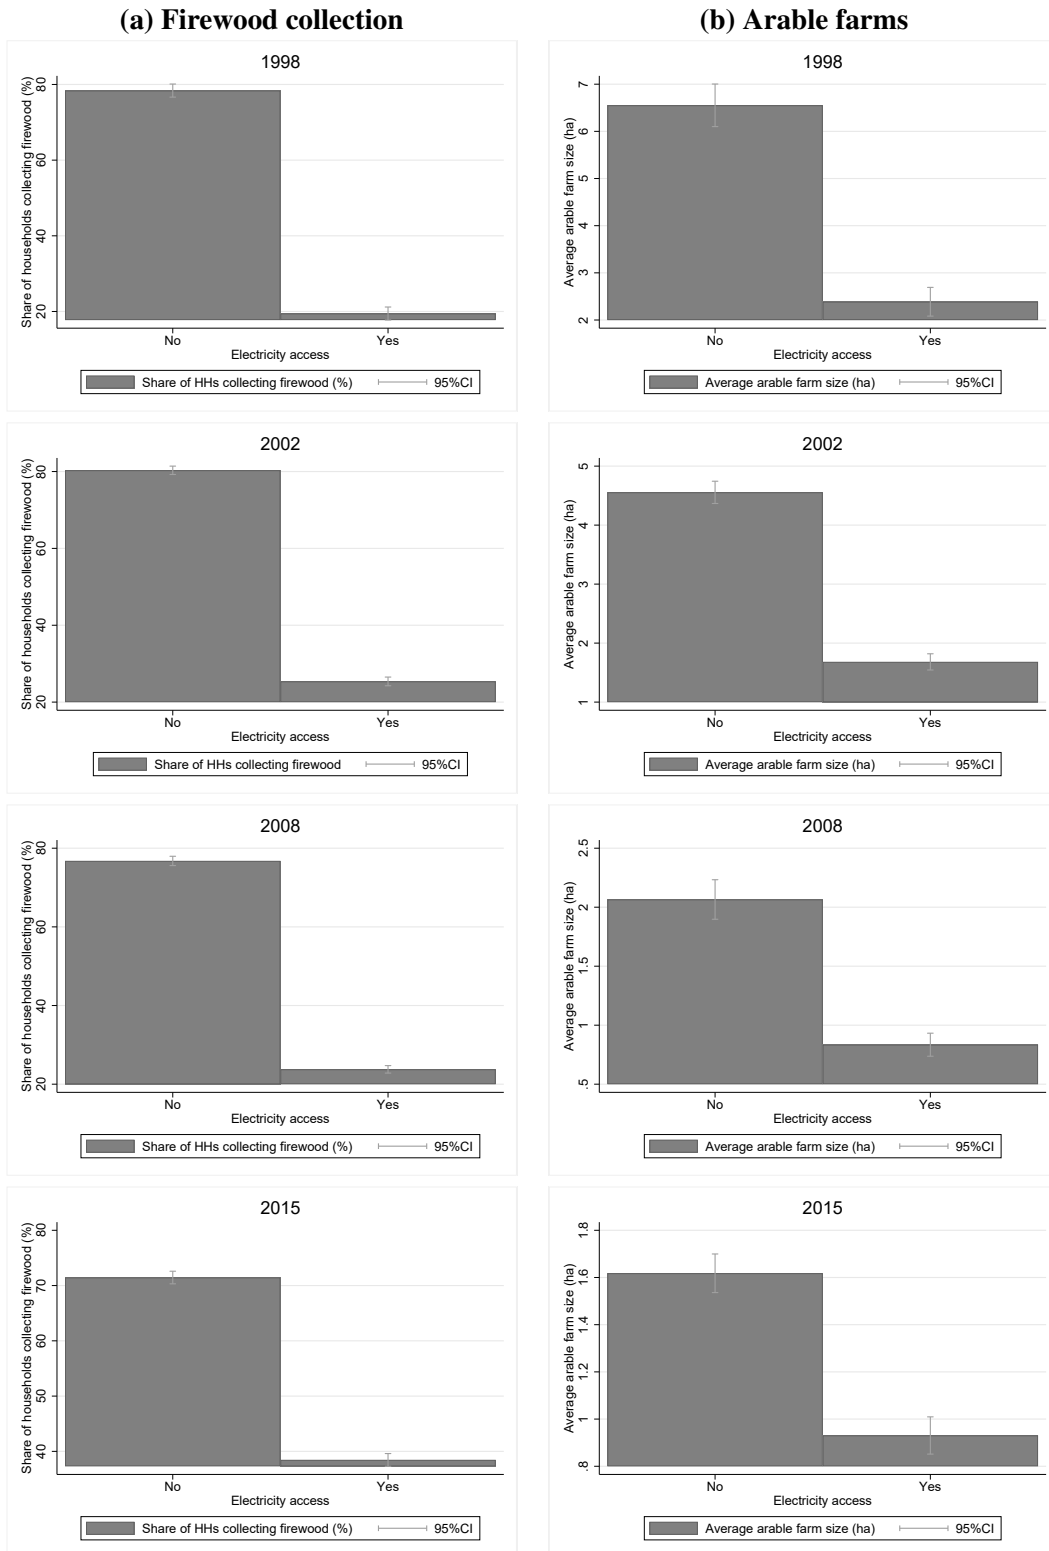 (a) Firewood collection
(b) Arable farms
1998
Share of households collecting firewood (%)
80
60
40
20
No
Yes
Electricity access
Share of HHs collecting firewood (%)
95%CI
1998
Average arable farm size (ha)
7
6
5
4
3
2
No
Yes
Electricity access
Average arable farm size (ha)
95%CI
2002
Share of households collecting firewood (%)
80
60
40
20
No
Yes
Electricity access
Share of HHs collecting firewood
95%CI
2002
Average arable farm size (ha)
5
4
3
2
1
No
Yes
Electricity access
Average arable farm size (ha)
95%CI
2008
Share of households collecting firewood (%)
80
60
40
20
No
Yes
Electricity access
Share of HHs collecting firewood (%)
95%CI
2008
Average arable farm size (ha)
2.5
2
1.5
1
.5
No
Yes
Electricity access
Average arable farm size (ha)
95%CI
2015
Share of households collecting firewood (%)
80
70
60
50
40
No
Yes
Electricity access
Share of HHs collecting firewood (%)
95%CI
2015
Average arable farm size (ha)
1.8
1.6
1.4
1.2
1
.8
No
Yes
Electricity access
Average arable farm size (ha)
95%CI